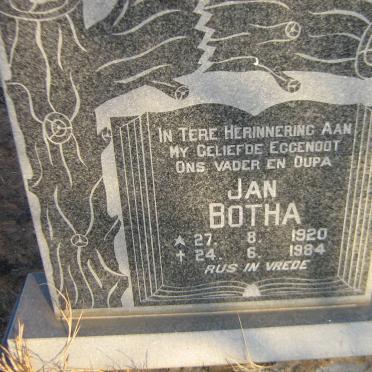 IN TERE HERINNERING AAN
MY GELIEFDE EGGENOOT
ONS VADER EN OUPA
JAN
BOTHA
★ 27. 8. 1920
† 24. 6. 1984
RUS IN VREDE